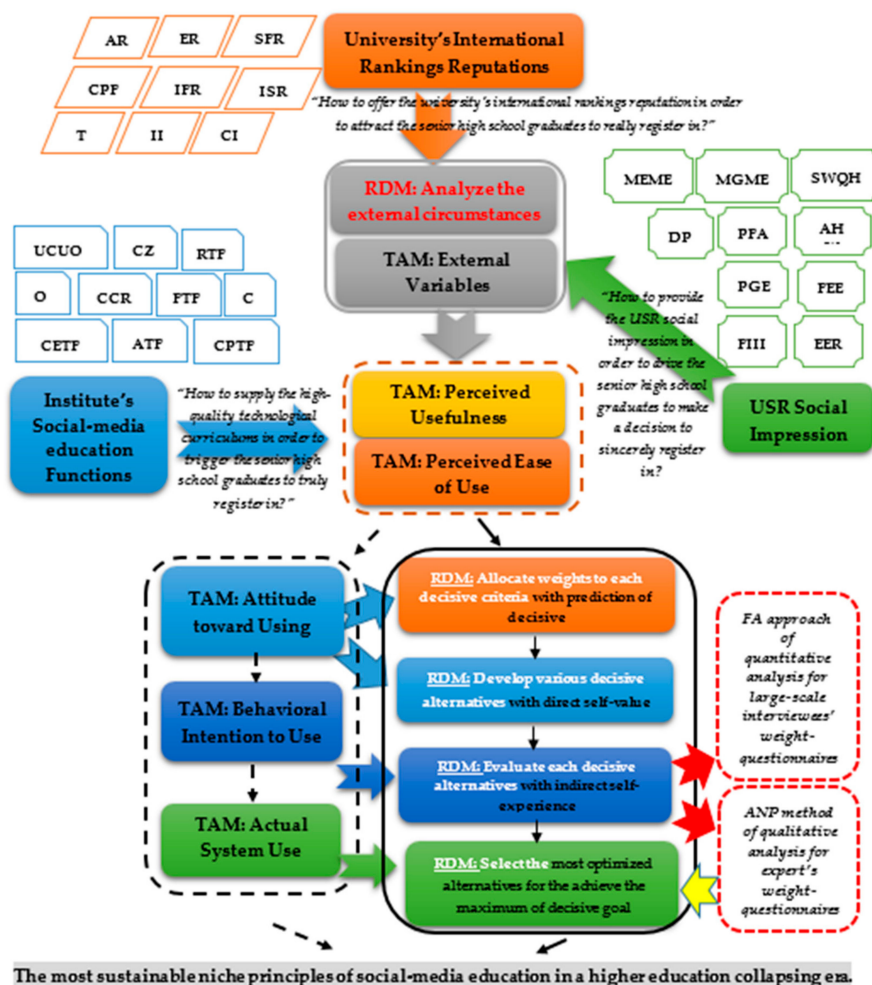 AR
ER
SFR
CPF
IFR
ISR
T
II
CI
University's International
Rankings Reputations
"How to offer the university's international rankings reputation in order
to attract the senior high school graduates to really register in?"
RDM: Analyze the
external circumstances
TAM: External
Variables
MEME
MGME
SWQH
DP
PFA
AH
PGE
FEE
FIII
EER
UCUO
CZ
RTF
O
CCR
FTF
C
CETF
ATF
CPTF
"How to provide
the USR social
impression in
order to drive the
senior high school
graduates to make
a decision to
sincerely register
in?
USR Social
Impression
Institute's
Social-media
education
Functions
"How to supply the high-
quality technological
curriculums in order to
trigger the senior high
school graduates to truly
register in?"
TAM: Perceived
Usefulness
TAM: Perceived Ease
of Use
TAM: Attitude
toward Using
TAM: Behavioral
Intention to Use
TAM: Actual
System Use
RDM: Allocate weights to each
decisive criteria with prediction of
decisive
RDM: Develop various decisive
alternatives with direct self-value
RDM: Evaluate each decisive
alternatives with indirect self-
experience
RDM: Select the most optimized
alternatives for the achieve the
maximum of decisive goal
FA approach
of
quantitative
analysis for
large-scale
interviewees'
weight-
questionnaires
ANP method
of qualitative
analysis for
expert's
weight-
questionnaires
The most sustainable niche principles of social-media education in a higher education collapsing era.